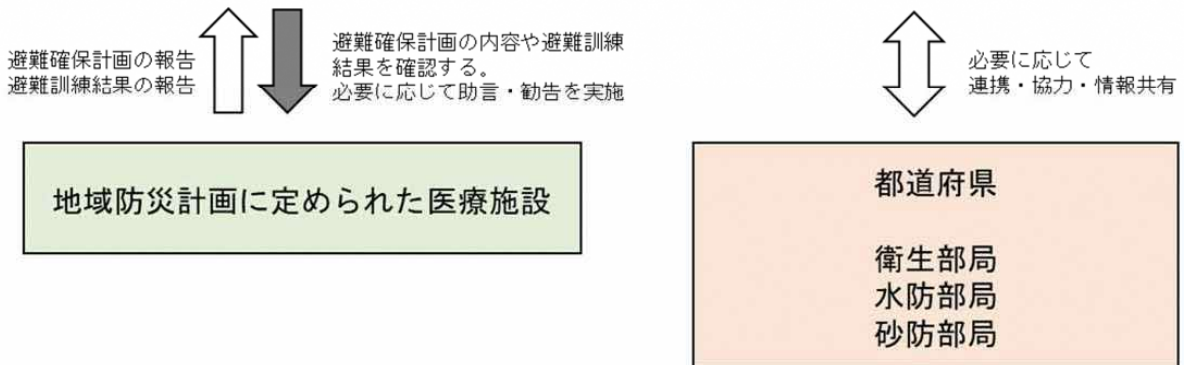 避難確保計画の報告
避難訓練結果の報告
避難確保計画の内容や避難訓練
結果を確認する。
必要に応じて助言・勧告を実施
必要に応じて
連携・協力・情報共有
地域防災計画に定められた医療施設
都道府県
衛生部局
水防部局
砂防部局